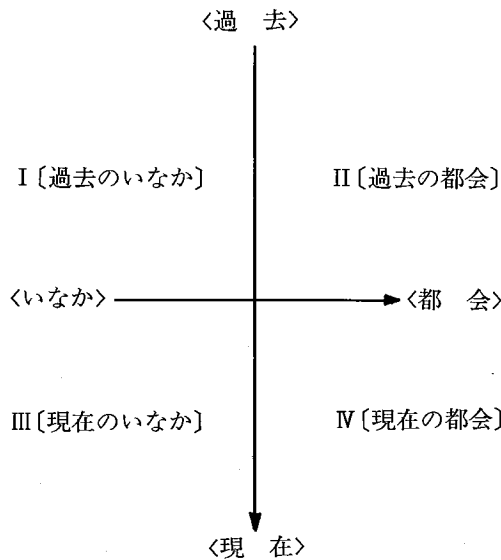 〈過　去〉
Ⅰ〔過去のいなか〕
Ⅱ〔過去の都会〕
〈いなか〉
〈都　会〉
Ⅲ〔現在のいなか〕
Ⅳ〔現在の都会〕
〈現　在〉